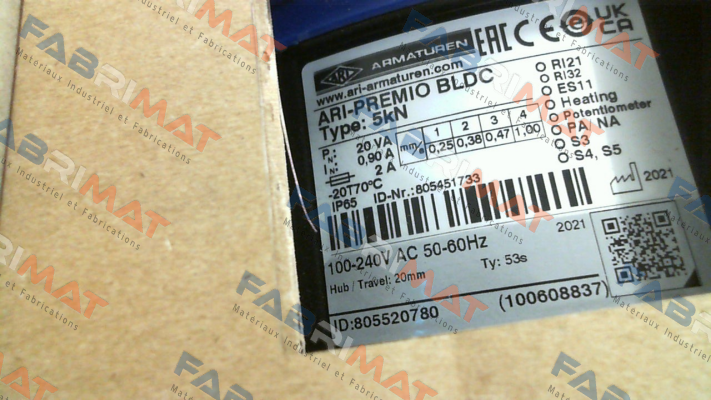 ARI ARMATUREN EAC CE UK CA
www.ari-armaturen.com
ARI-PREMIO BLDC
Type: 5kN
P: 20 VA
IN: 0,90 A
2 A
-20T70°C
IP65 ID-Nr.:805451733
mm/s 1 2 3 4
0,25 0,38 0,47 1,00
RI21
RI32
ES11
Heating
Potentiometer
PA, NA
S3
S4, S5
2021
100-240V AC 50-60Hz 2021
Hub / Travel: 20mm Ty: 53s
ID:805520780 (100608837)
FABRIMAT
Matériaux Industriel et Fabrications